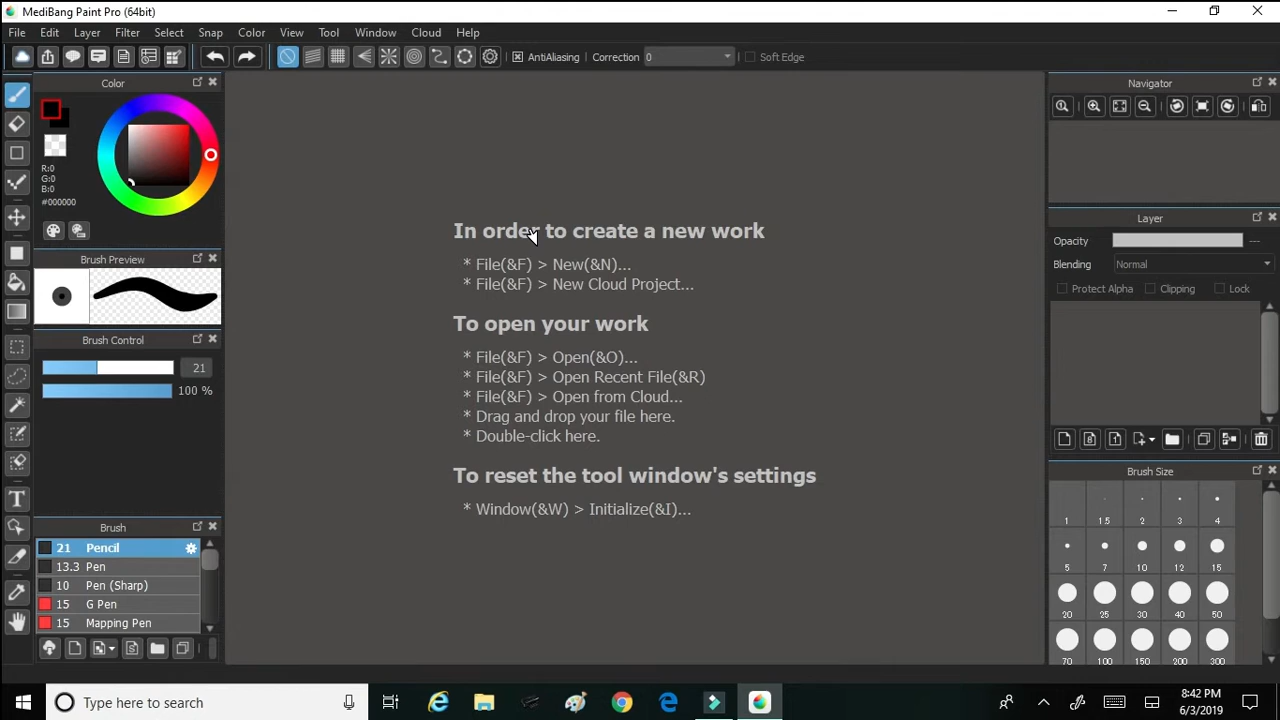 MediBang Paint Pro (64bit)
File Edit Layer Filter Select Snap Color View Tool Window Cloud Help
AntiAliasing Correction 0 Soft Edge
Color
R:0
G:0
B:0
#000000
Brush Preview
Brush Control
21
100 %
Brush
21 Pencil
13.3 Pen
10 Pen (Sharp)
15 G Pen
15 Mapping Pen
In order to create a new work
* File(&F) > New(&N)...
* File(&F) > New Cloud Project...
To open your work
* File(&F) > Open(&O)...
* File(&F) > Open Recent File(&R)
* File(&F) > Open from Cloud...
* Drag and drop your file here.
* Double-click here.
To reset the tool window's settings
* Window(&W) > Initialize(&I)...
Navigator
Layer
Opacity ---
Blending Normal
Protect Alpha Clipping Lock
Brush Size
1 1.5 2 3 4
5 7 10 12 15
20 25 30 40 50
70 100 150 200 300
Type here to search
8:42 PM
6/3/2019